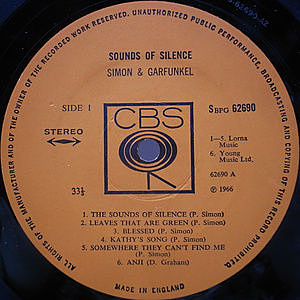 ALL RIGHTS OF THE MANUFACTURER AND OF THE OWNER OF THE RECORDED WORK RESERVED. UNAUTHORIZED PUBLIC PERFORMANCE, BROADCASTING AND COPYING OF THIS RECORD PROHIBITED.
SOUNDS OF SILENCE
SIMON & GARFUNKEL
SIDE 1
CBS
SBPG 62690
STEREO
1—5. Lorna
Music
6. Young
Music Ltd.
62690 A
33⅓
℗ 1966
1. THE SOUNDS OF SILENCE (P. Simon)
2. LEAVES THAT ARE GREEN (P. Simon)
3. BLESSED (P. Simon)
4. KATHY'S SONG (P. Simon)
5. SOMEWHERE THEY CAN'T FIND ME
(P. Simon)
6. ANJI (D. Graham)
MADE IN ENGLAND